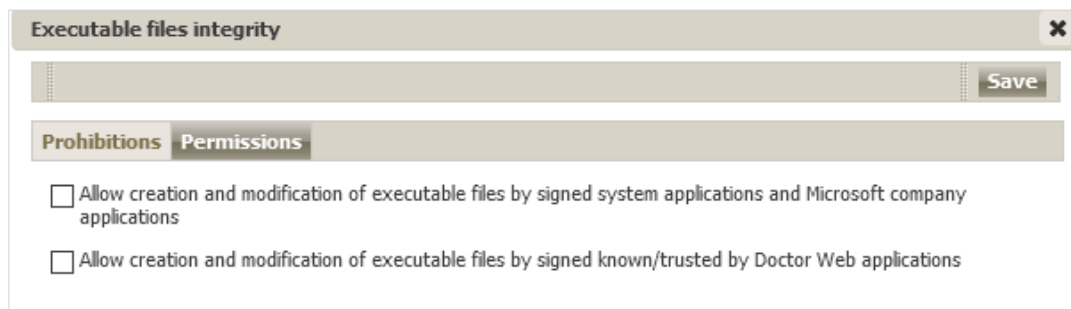 Executable files integrity
Save
Prohibitions Permissions
Allow creation and modification of executable files by signed system applications and Microsoft company
applications
Allow creation and modification of executable files by signed known/trusted by Doctor Web applications